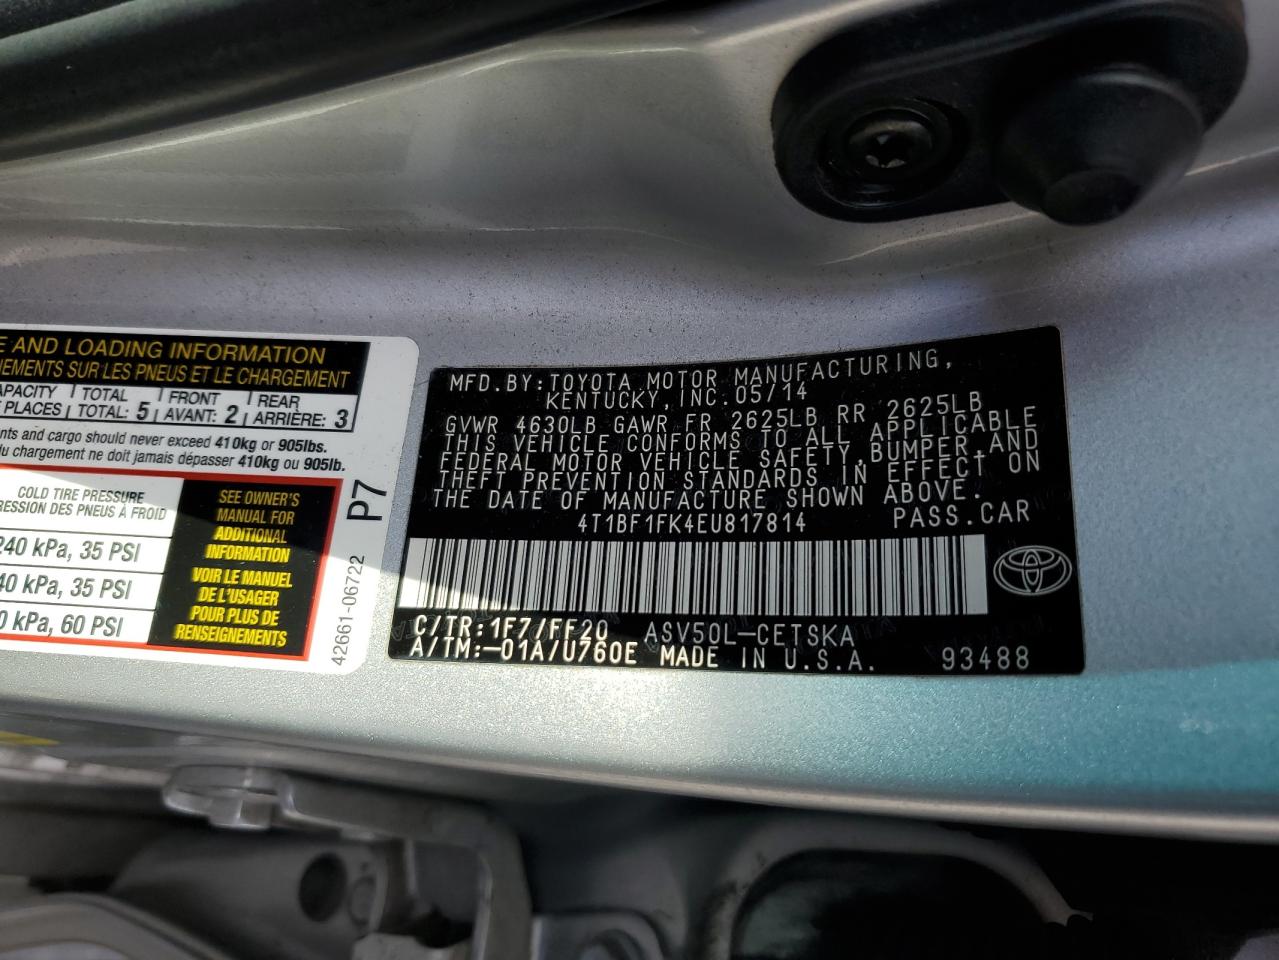 E AND LOADING INFORMATION
NEMENTS SUR LES PNEUS ET LE CHARGEMENT
APACITY TOTAL FRONT REAR
PLACES TOTAL: 5 AVANT: 2 ARRIÈRE: 3
nts and cargo should never exceed 410kg or 905lbs.
du chargement ne doit jamais dépasser 410kg ou 905lb.
COLD TIRE PRESSURE
RESSION DES PNEUS À FROID
240 kPa, 35 PSI
40 kPa, 35 PSI
0 kPa, 60 PSI
SEE OWNER'S
MANUAL FOR
ADDITIONAL
INFORMATION
VOIR LE MANUEL
DE L'USAGER
POUR PLUS DE
RENSEIGNEMENTS
P7
42661-06722
MFD. BY: TOYOTA MOTOR MANUFACTURING,
KENTUCKY, INC. 05/14
GVWR 4630LB GAWR FR 2625LB RR 2625LB
THIS VEHICLE CONFORMS TO ALL APPLICABLE
FEDERAL MOTOR VEHICLE SAFETY, BUMPER, AND
THEFT PREVENTION STANDARDS IN EFFECT ON
THE DATE OF MANUFACTURE SHOWN ABOVE.
4T1BF1FK4EU817814 PASS.CAR
C/TR: 1F7/FF20 ASV50L-CETSKA
A/TM:-01A/U760E MADE IN U.S.A. 93488